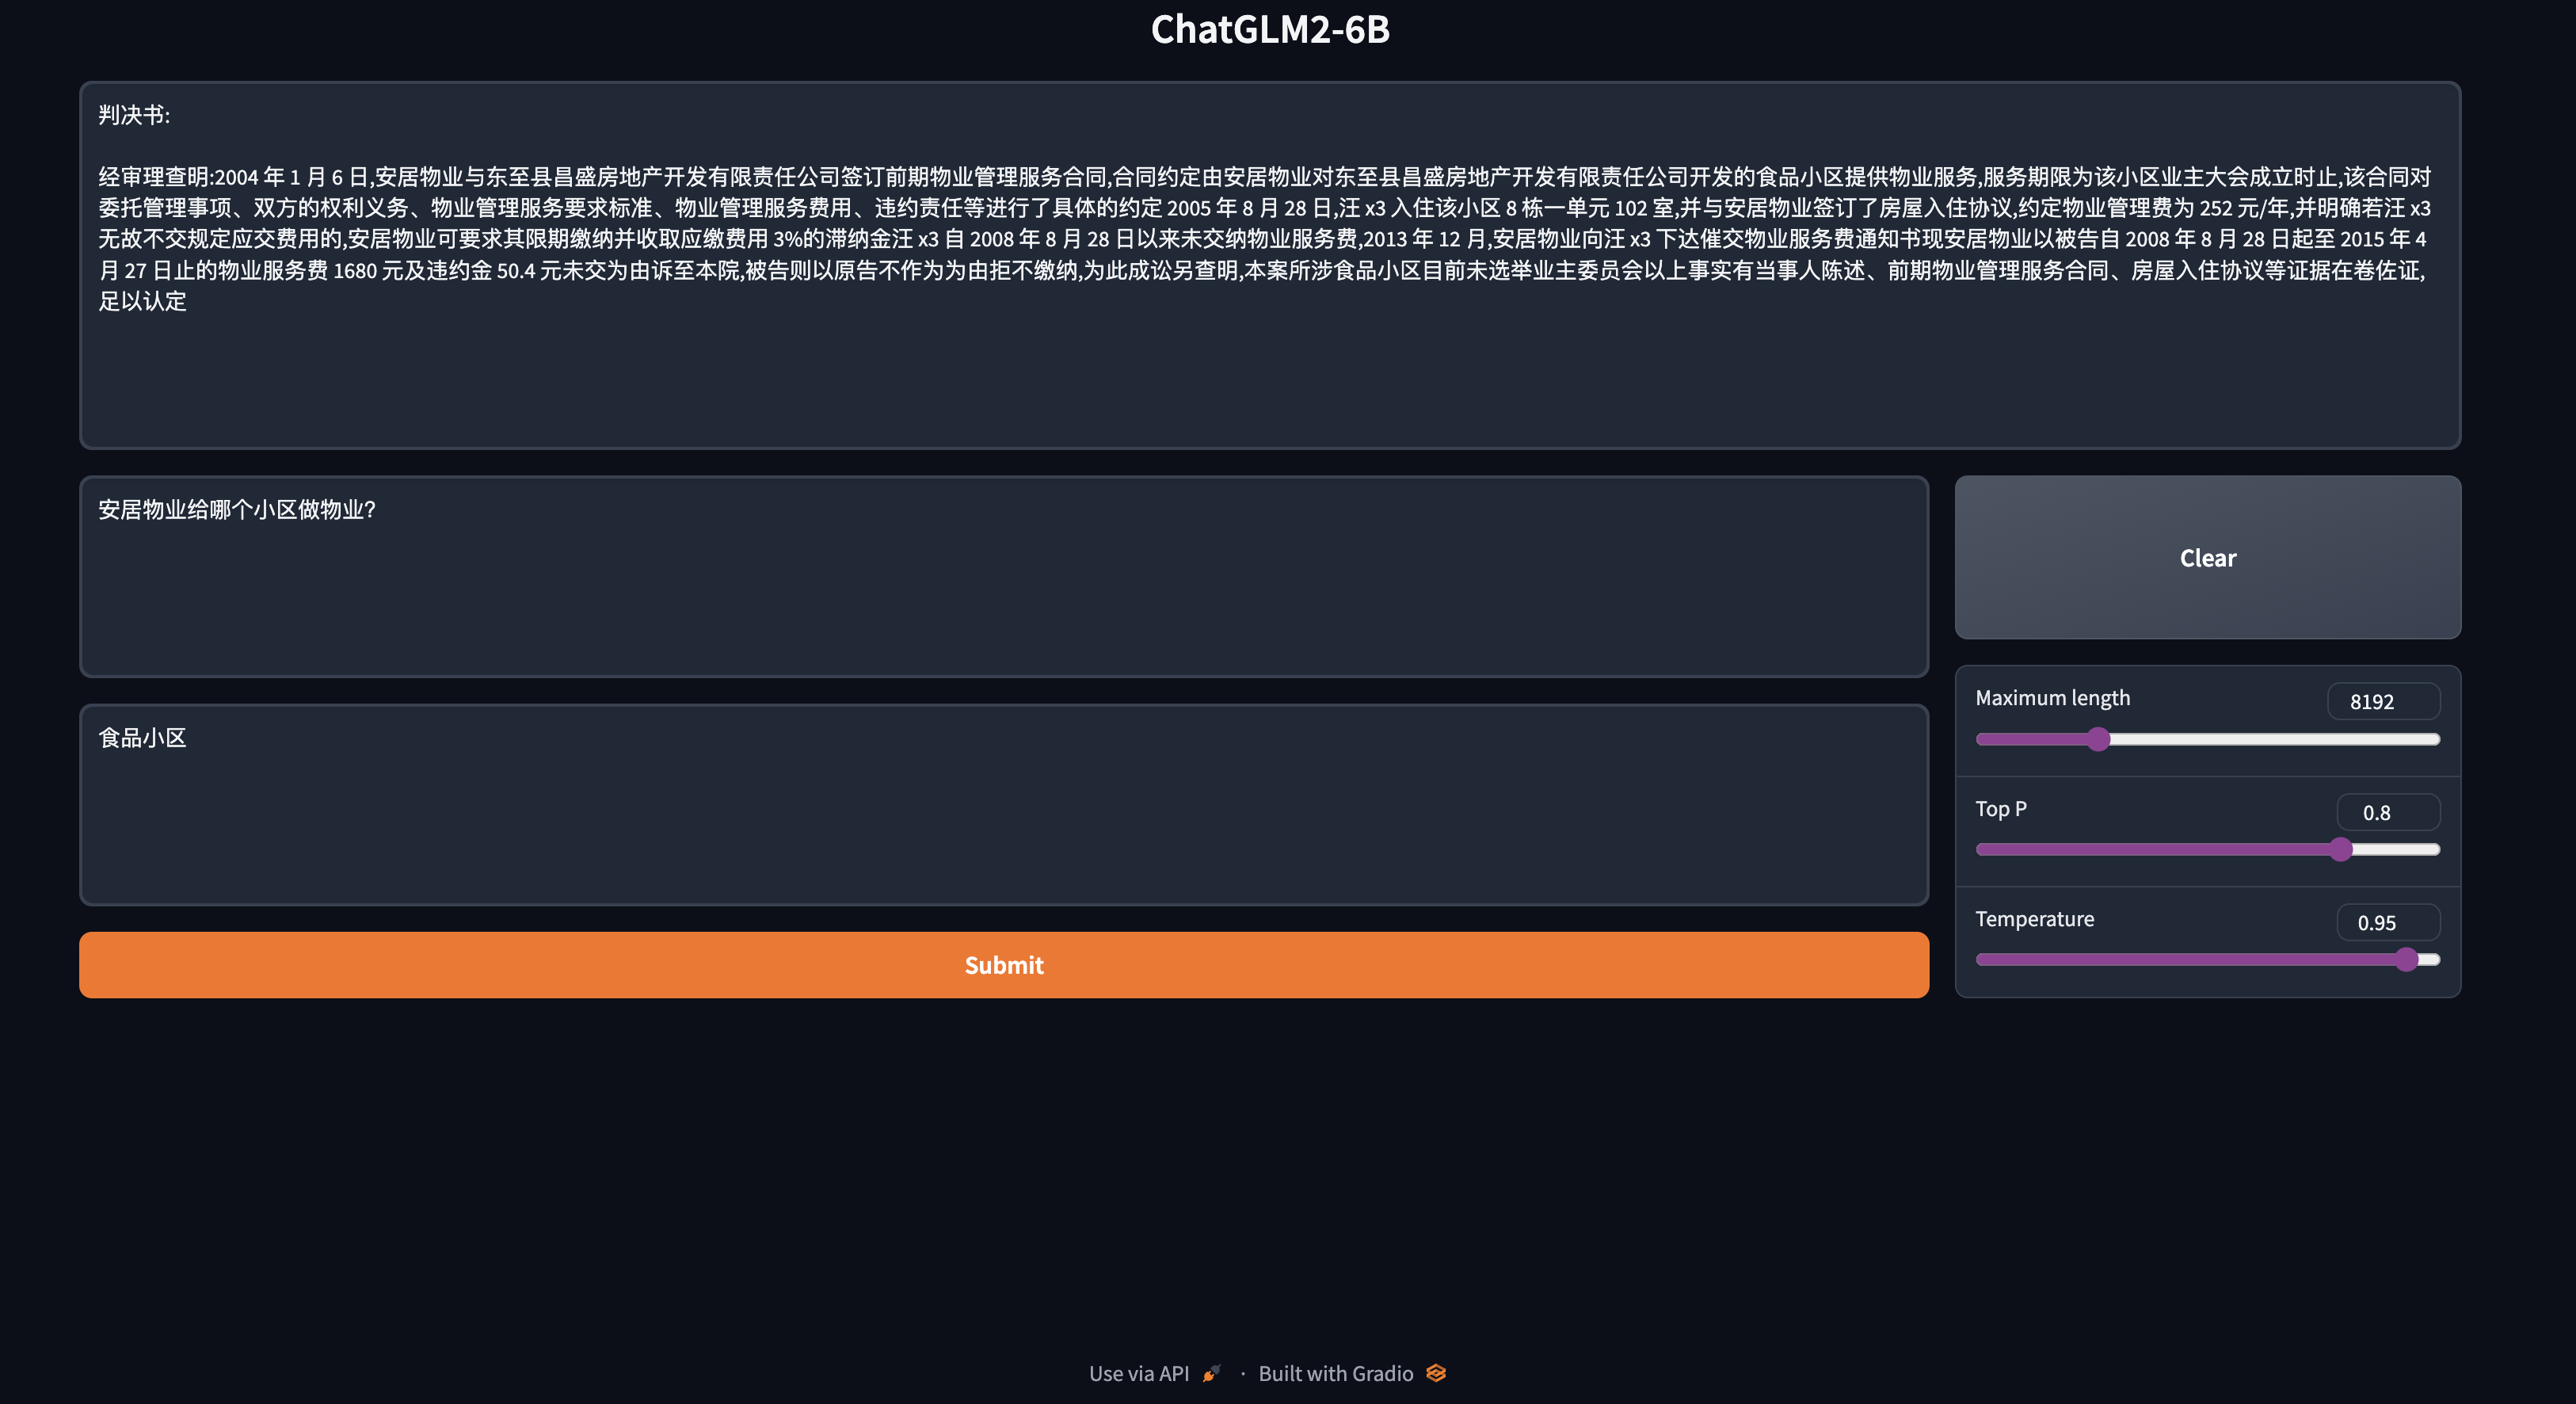 ChatGLM2-6B
判决书:
经审理查明:2004 年 1 月 6 日,安居物业与东至县昌盛房地产开发有限责任公司签订前期物业管理服务合同,合同约定由安居物业对东至县昌盛房地产开发有限责任公司开发的食品小区提供物业服务,服务期限为该小区业主大会成立时止,该合同对
委托管理事项、双方的权利义务、物业管理服务要求标准、物业管理服务费用、违约责任等进行了具体的约定 2005 年 8 月 28 日,汪 x3 入住该小区 8 栋一单元 102 室,并与安居物业签订了房屋入住协议,约定物业管理费为 252 元/年,并明确若汪 x3
无故不交规定应交费用的,安居物业可要求其限期缴纳并收取应缴费用 3%的滞纳金汪 x3 自 2008 年 8 月 28 日以来未交纳物业服务费,2013 年 12 月,安居物业向汪 x3 下达催交物业服务费通知书现安居物业以被告自 2008 年 8 月 28 日起至 2015 年 4
月 27 日止的物业服务费 1680 元及违约金 50.4 元未交为由诉至本院,被告则以原告不作为为由拒不缴纳,为此成讼另查明,本案所涉食品小区目前未选举业主委员会以上事实有当事人陈述、前期物业管理服务合同、房屋入住协议等证据在卷佐证,
足以认定
安居物业给哪个小区做物业?
Clear
食品小区
Submit
Maximum length
8192
Top P
0.8
Temperature
0.95
Use via API · Built with Gradio